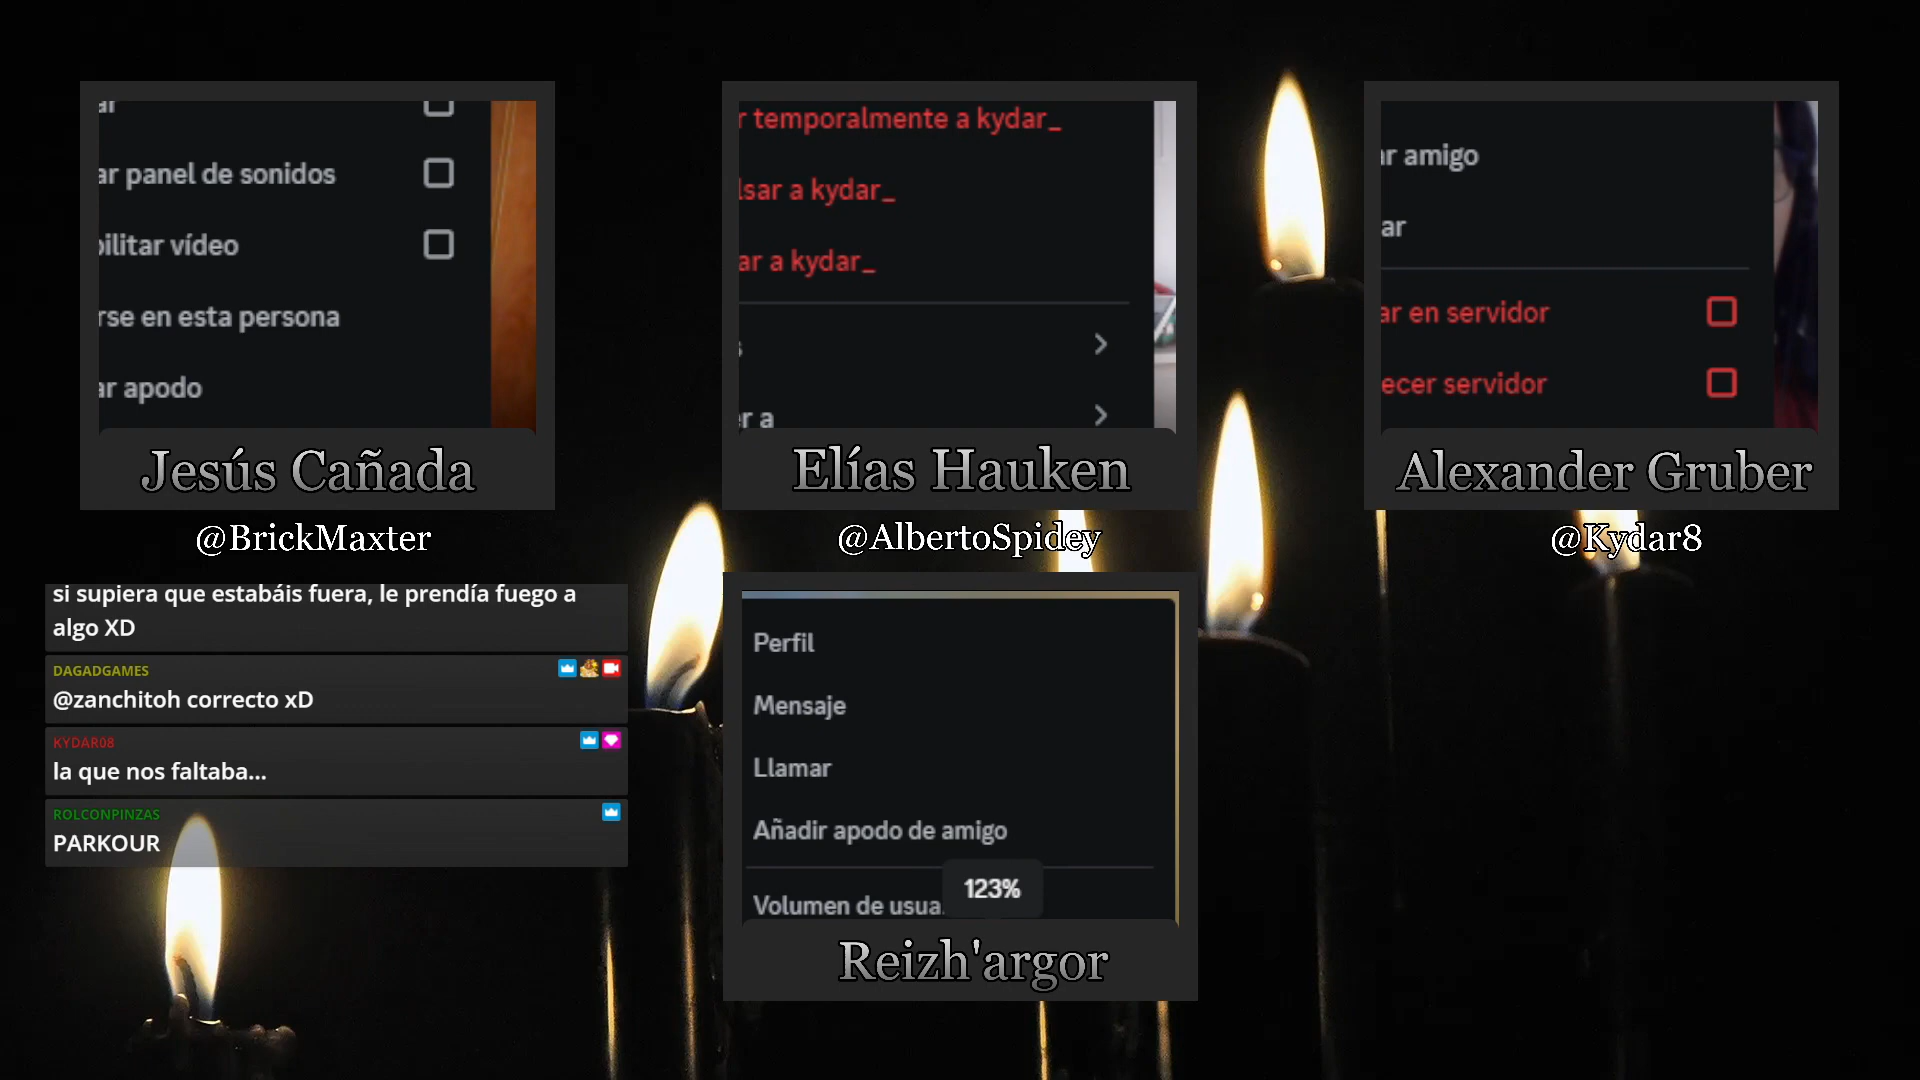 ar
ar panel de sonidos
bilitar vídeo
rse en esta persona
ar apodo
Jesús Cañada
@BrickMaxter
r temporalmente a kydar_
lsar a kydar_
ar a kydar_
s
er a
Elías Hauken
@AlbertoSpidey
ar amigo
ar
ar en servidor
ecer servidor
Alexander Gruber
@Kydar8
si supiera que estabáis fuera, le prendía fuego a
algo XD
DAGADGAMES
@zanchitoh correcto xD
KYDAR08
la que nos faltaba...
ROLCONPINZAS
PARKOUR
Perfil
Mensaje
Llamar
Añadir apodo de amigo
123%
Volumen de usua
Reizh'argor